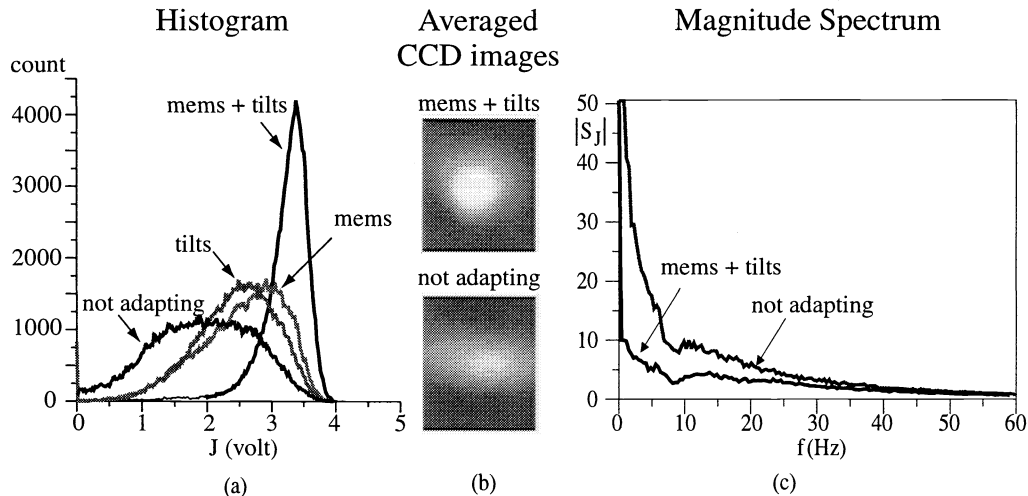 Histogram
Averaged
CCD images
Magnitude Spectrum
count
4000
3000
2000
1000
0
mems + tilts
tilts
mems
not adapting
0 1 2 3 4 5
J (volt)
(a)
mems + tilts
not adapting
(b)
50
|S_J|
40
30
20
10
0
mems + tilts
not adapting
0 10 20 30 40 50 60
f (Hz)
(c)